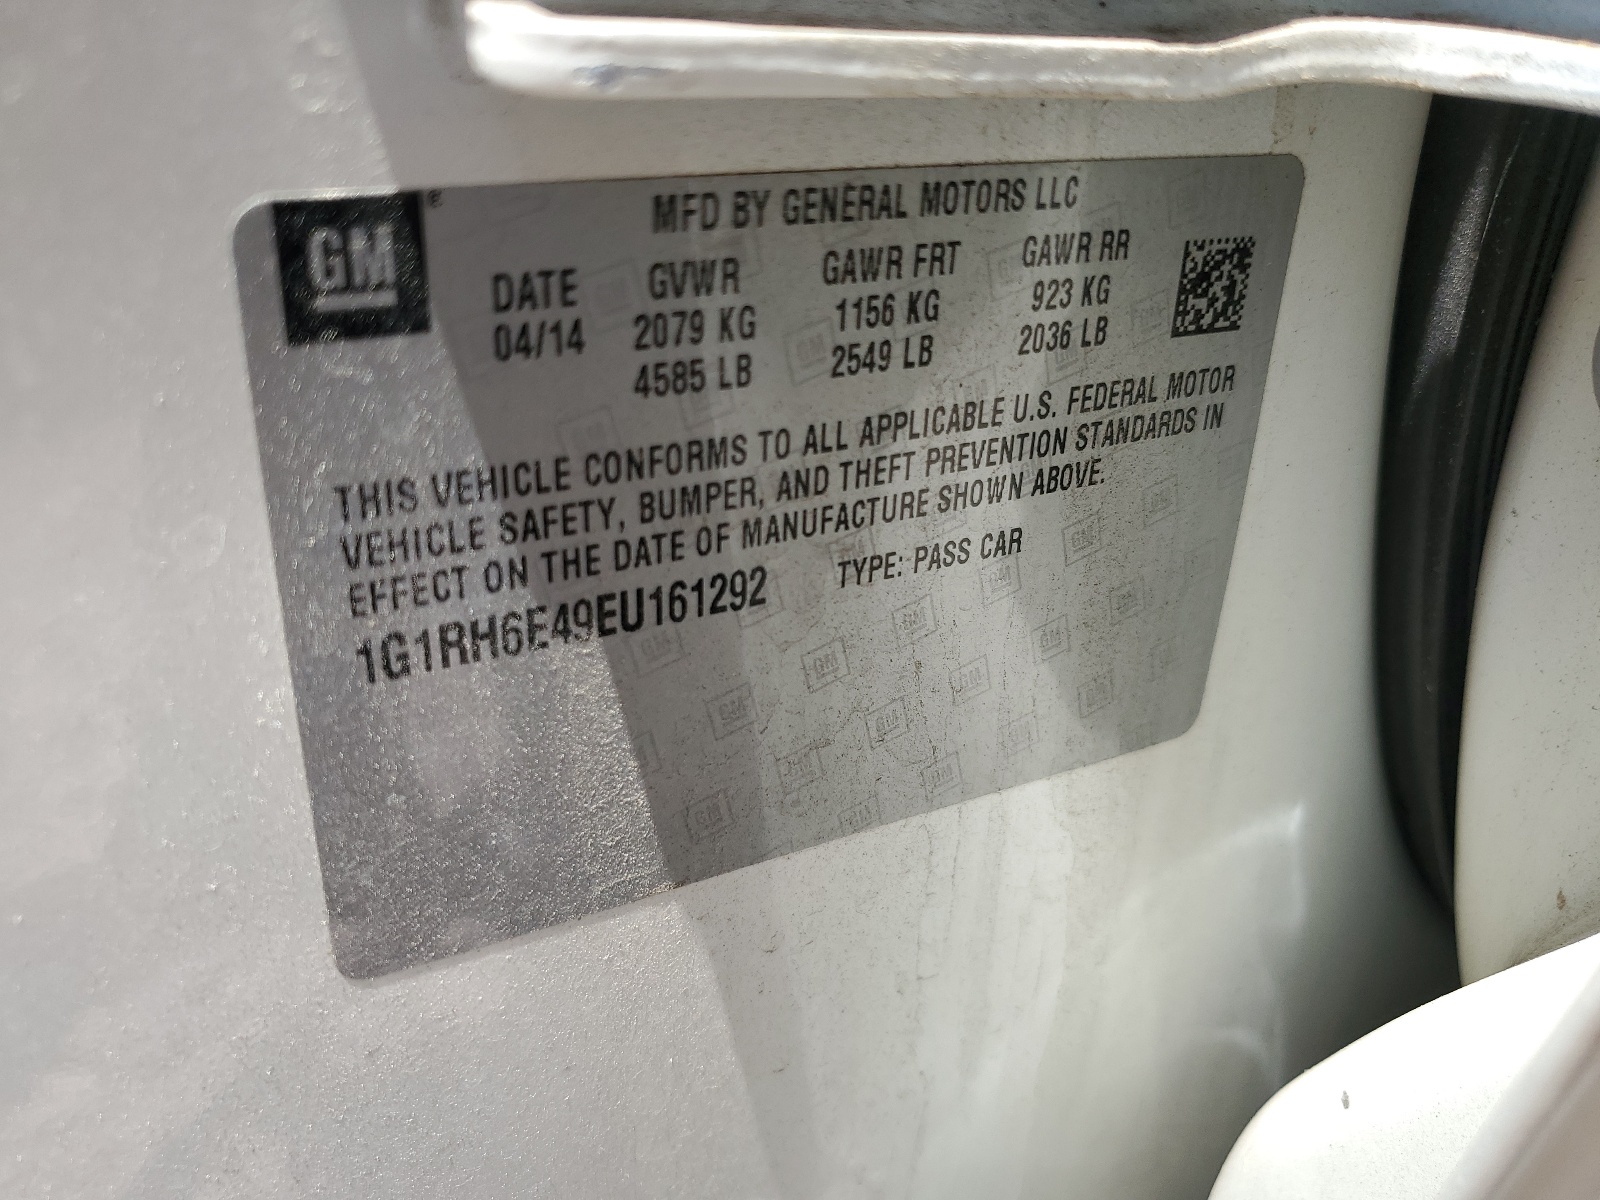 GM ®
MFD BY GENERAL MOTORS LLC
DATE GVWR GAWR FRT GAWR RR
04/14 2079 KG 1156 KG 923 KG
4585 LB 2549 LB 2036 LB
THIS VEHICLE CONFORMS TO ALL APPLICABLE U.S. FEDERAL MOTOR
VEHICLE SAFETY, BUMPER, AND THEFT PREVENTION STANDARDS IN
EFFECT ON THE DATE OF MANUFACTURE SHOWN ABOVE.
1G1RH6E49EU161292 TYPE: PASS CAR